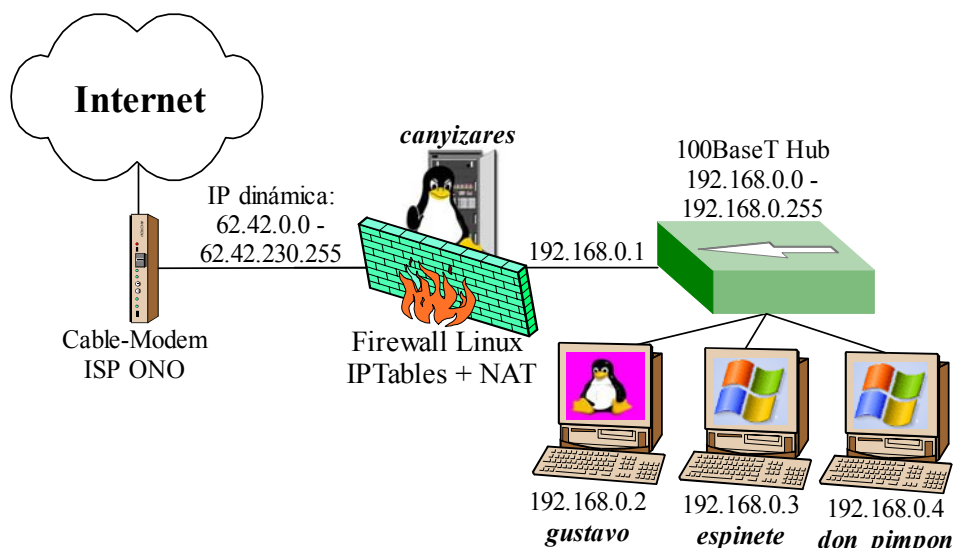 Internet
canyizares
100BaseT Hub
192.168.0.0 -
192.168.0.255
IP dinámica:
62.42.0.0 -
62.42.230.255
192.168.0.1
Cable-Modem
ISP ONO
Firewall Linux
IPTables + NAT
192.168.0.2
gustavo
192.168.0.3
espinete
192.168.0.4
don_pimpon